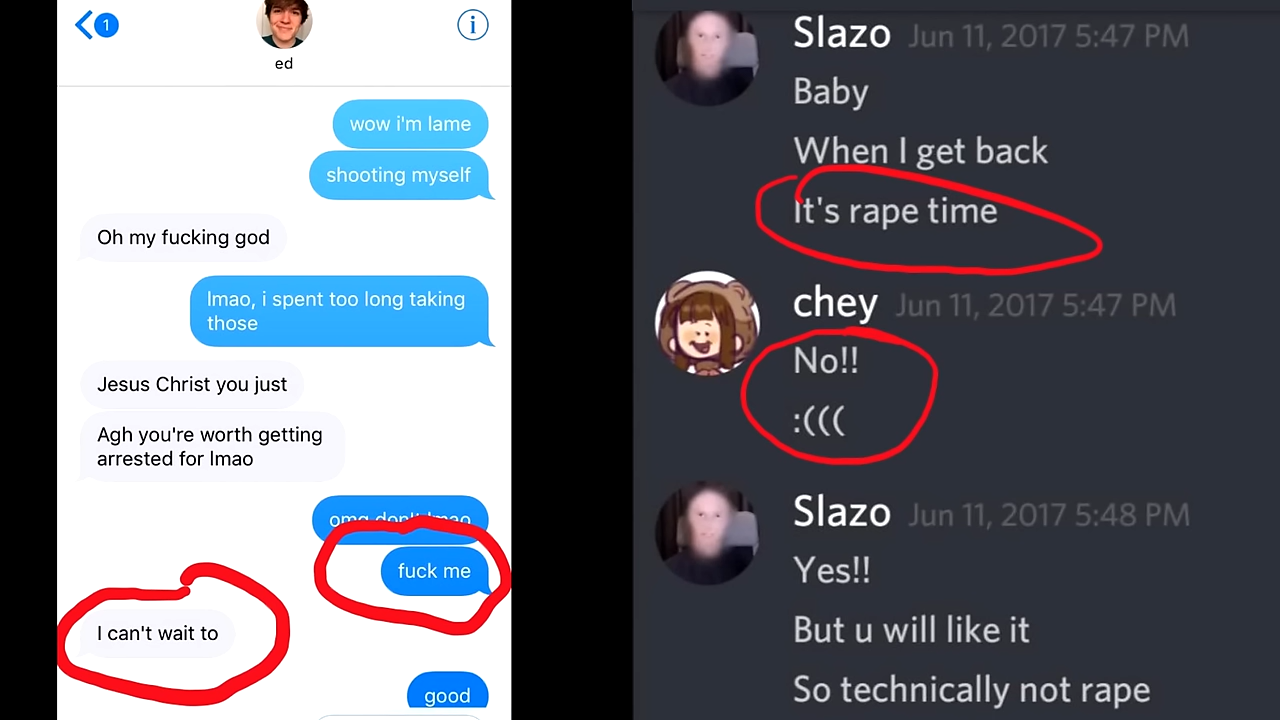 1
ed
wow i'm lame
shooting myself
Oh my fucking god
lmao, i spent too long taking
those
Jesus Christ you just
Agh you're worth getting
arrested for lmao
omg don't lmao
fuck me
I can't wait to
good
Slazo Jun 11, 2017 5:47 PM
Baby
When I get back
It's rape time
chey Jun 11, 2017 5:47 PM
No!!
:(((
Slazo Jun 11, 2017 5:48 PM
Yes!!
But u will like it
So technically not rape